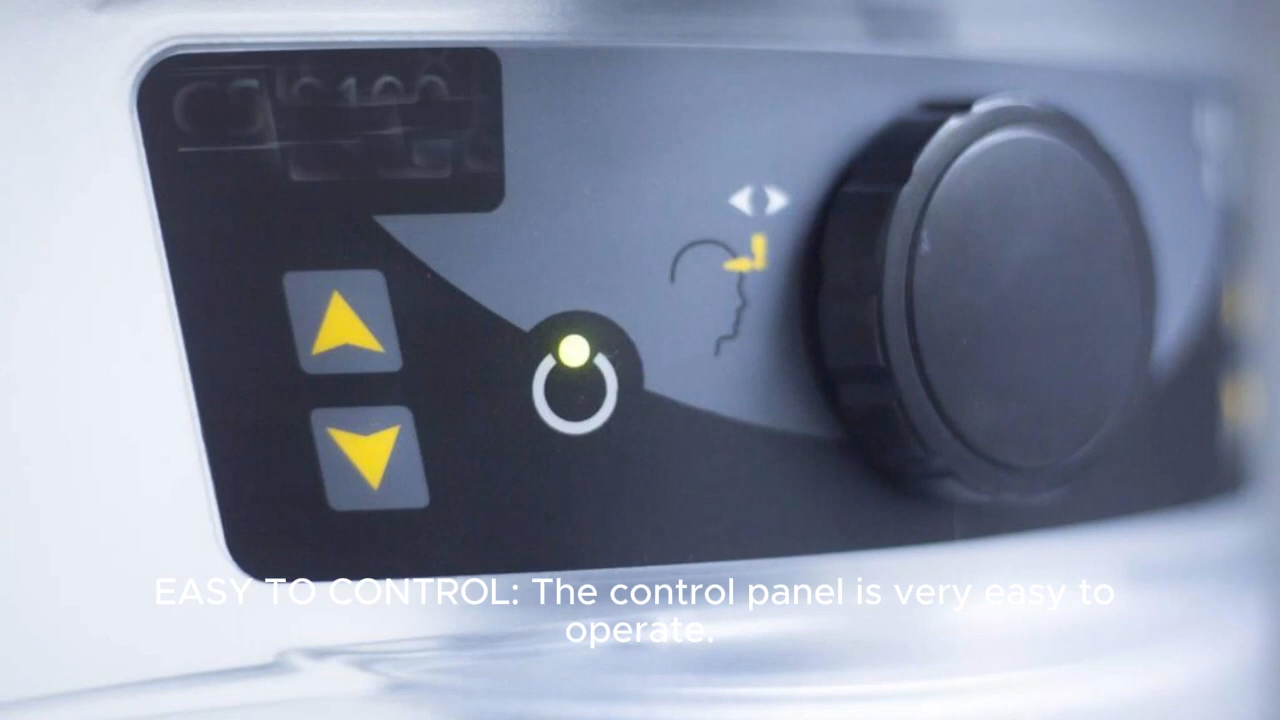 EASY TO CONTROL: The control panel is very easy to
operate.